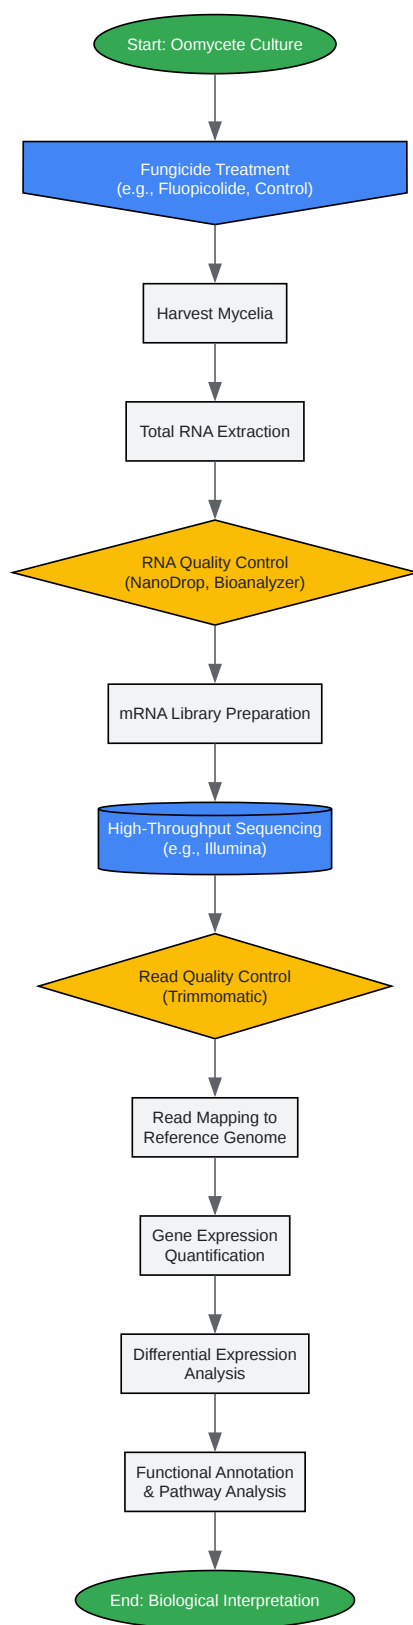 Start: Oomycete Culture
Fungicide Treatment
(e.g., Fluopicolide, Control)
Harvest Mycelia
Total RNA Extraction
RNA Quality Control
(NanoDrop, Bioanalyzer)
mRNA Library Preparation
High-Throughput Sequencing
(e.g., Illumina)
Read Quality Control
(Trimmomatic)
Read Mapping to
Reference Genome
Gene Expression
Quantification
Differential Expression
Analysis
Functional Annotation
& Pathway Analysis
End: Biological Interpretation